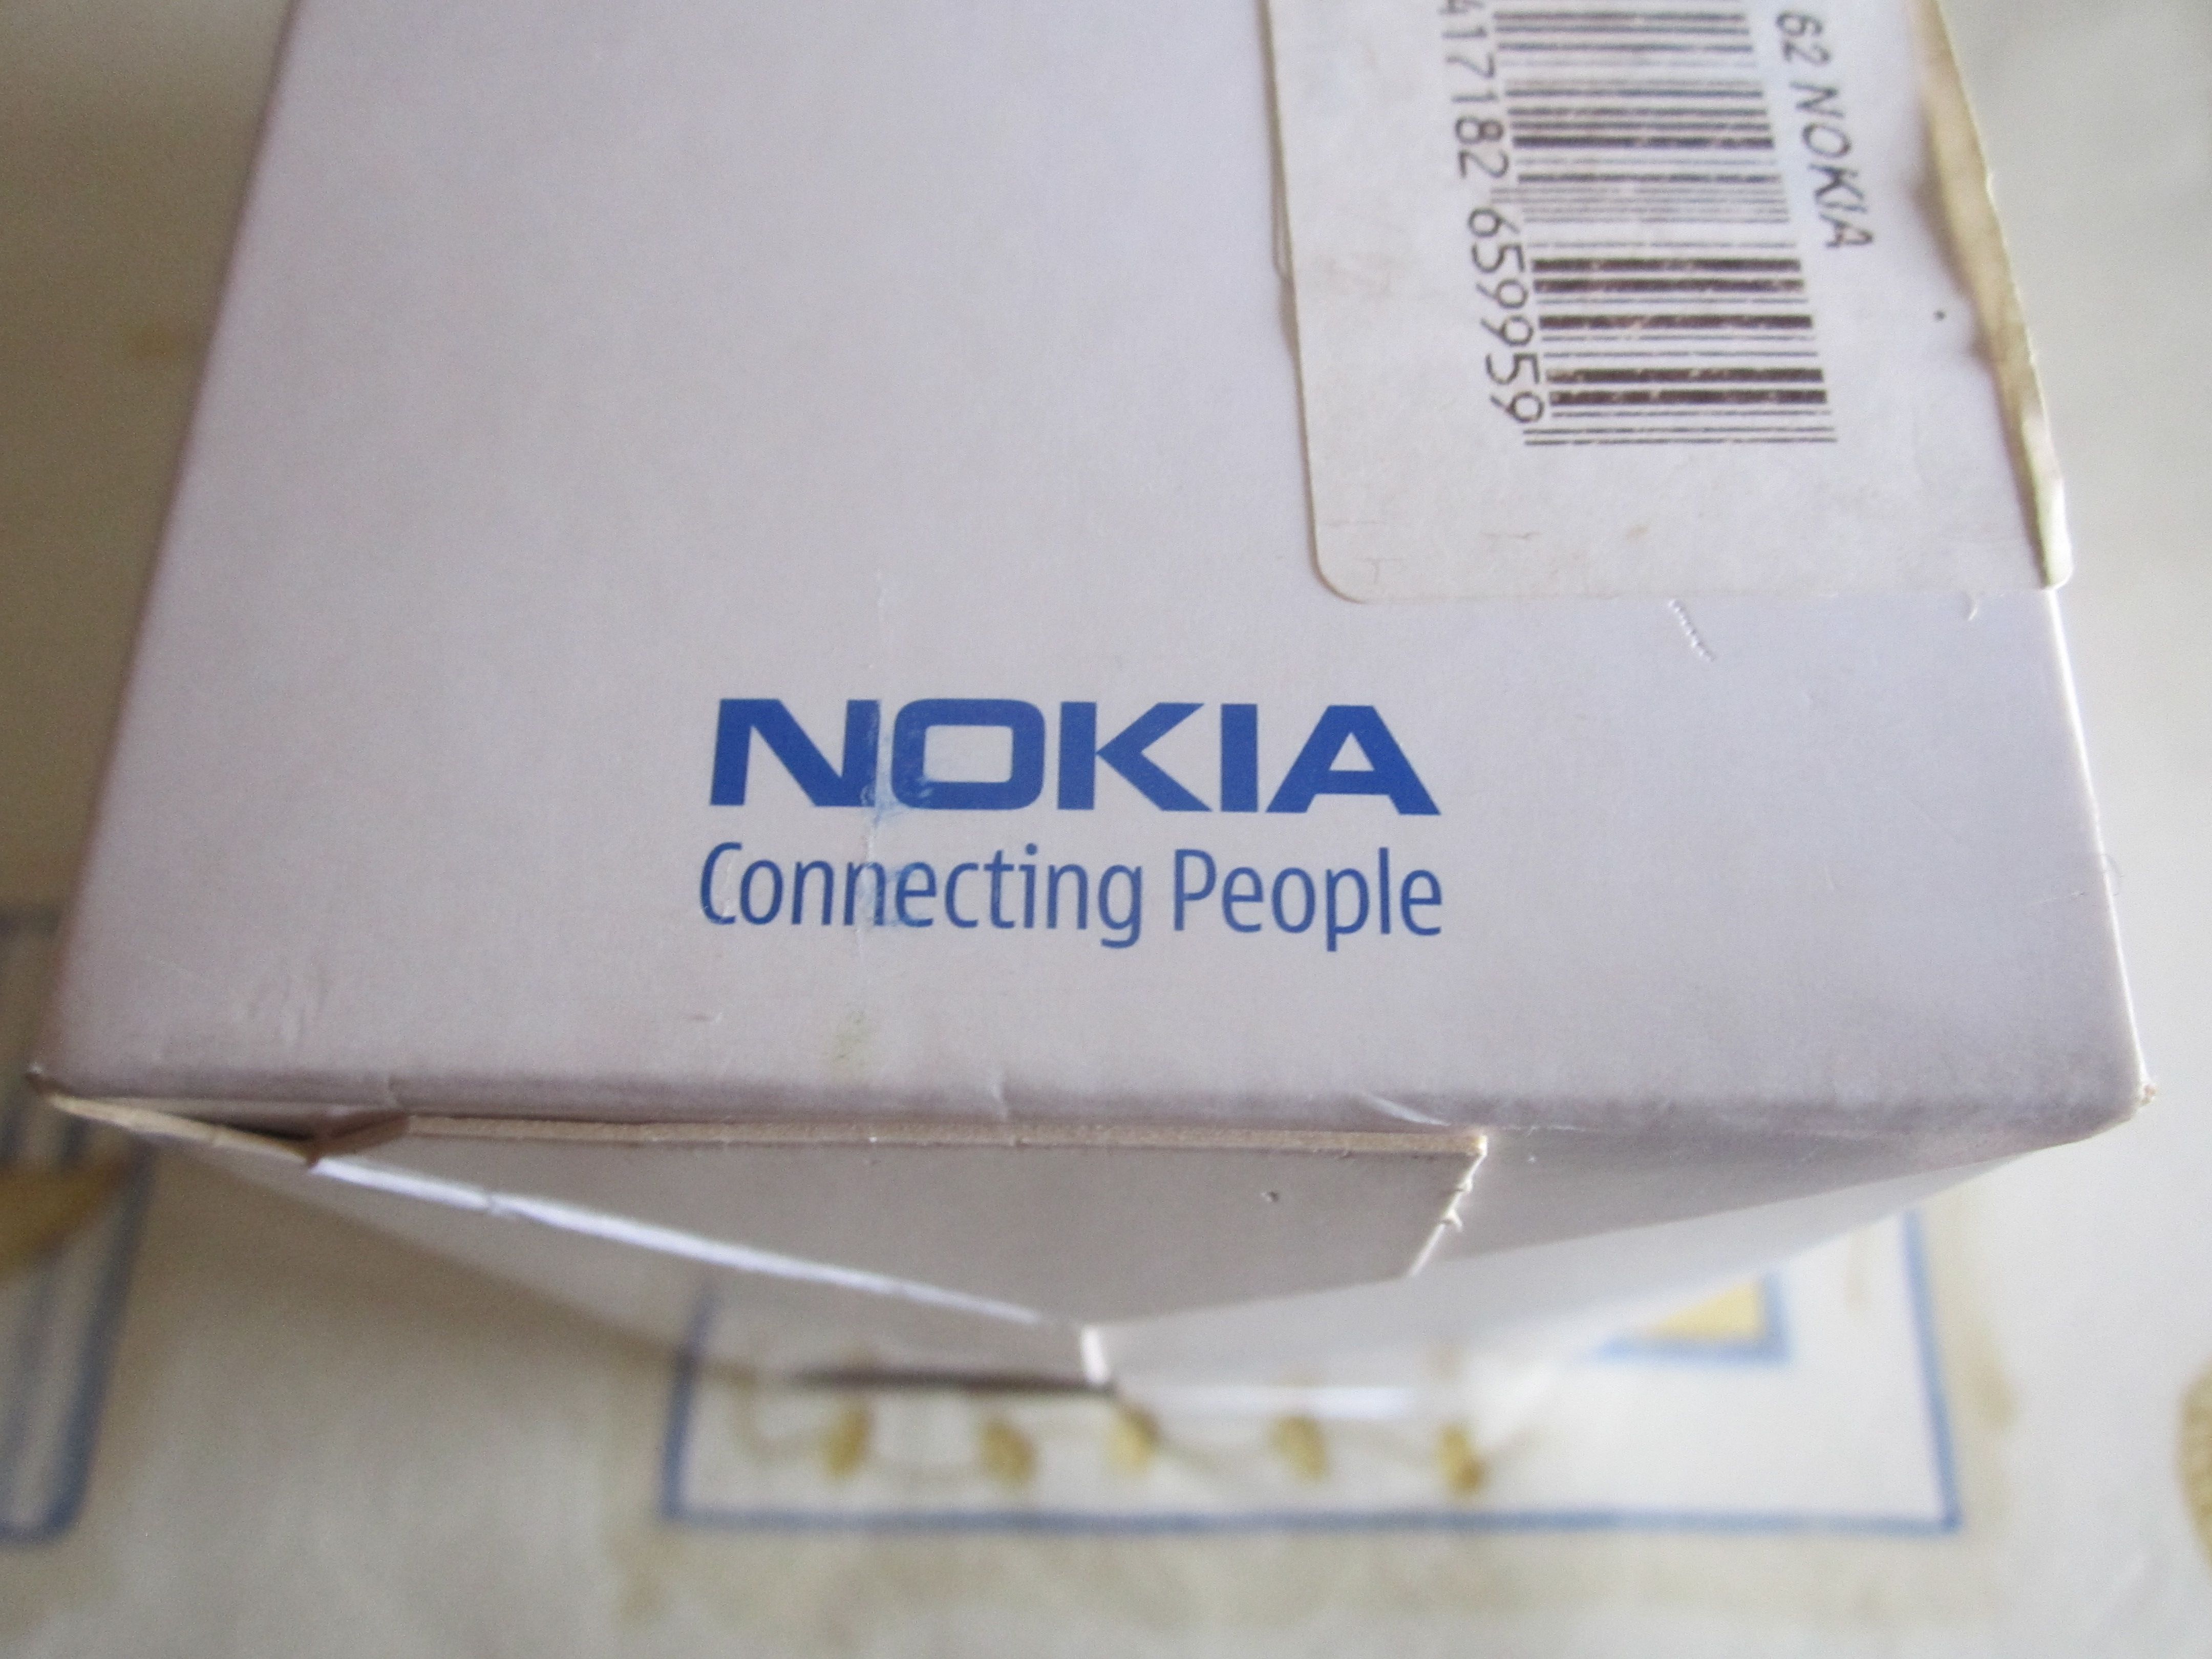 62 NOKIA
417182 659959
NOKIA
Connecting People